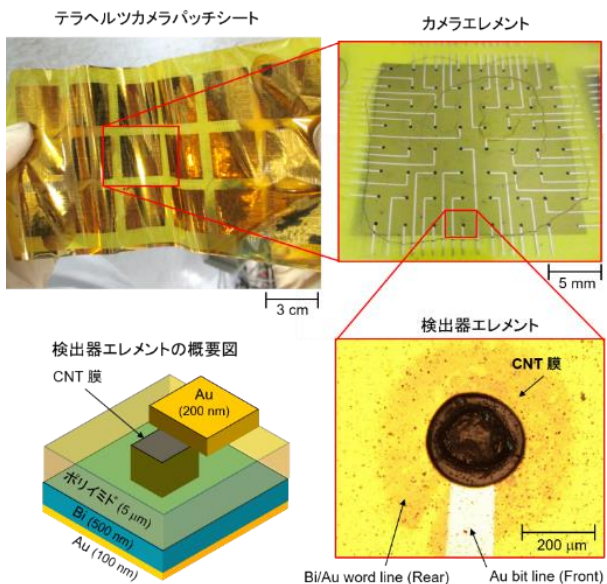 テラヘルツカメラパッチシート
カメラエレメント
3 cm
5 mm
検出器エレメントの概要図
CNT 膜
Au
(200 nm)
ポリイミド (5 μm)
Bi (500 nm)
Au (100 nm)
検出器エレメント
CNT 膜
200 μm
Bi/Au word line (Rear)
Au bit line (Front)